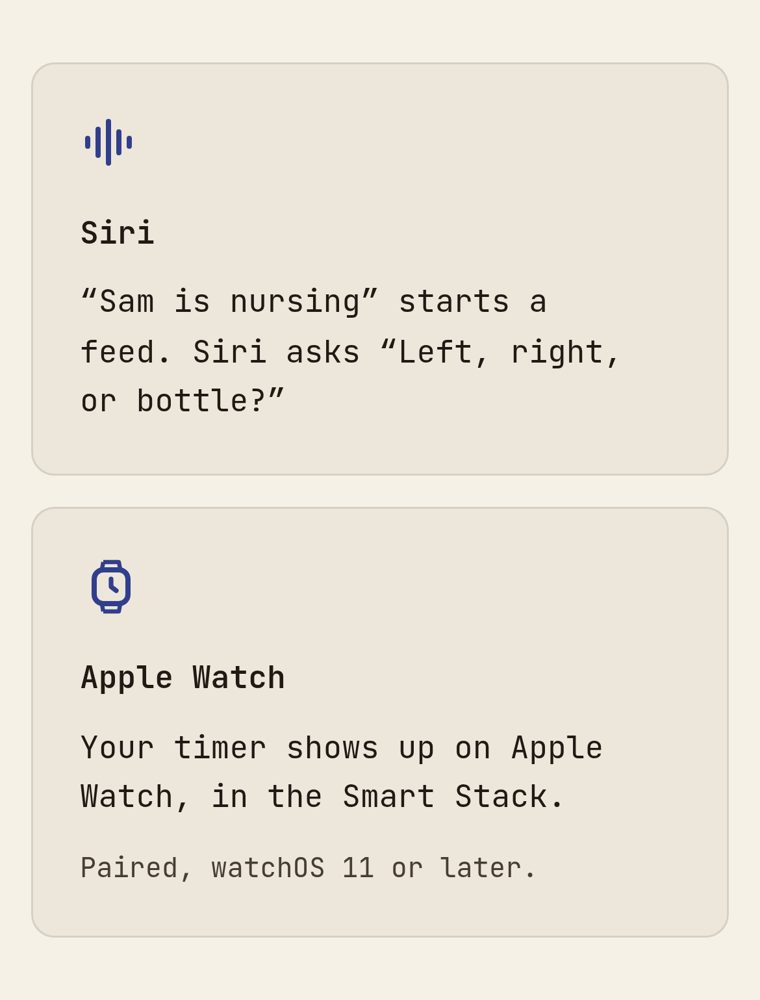 Siri
“Sam is nursing” starts a
feed. Siri asks “Left, right,
or bottle?”
Apple Watch
Your timer shows up on Apple
Watch, in the Smart Stack.
Paired, watchOS 11 or later.